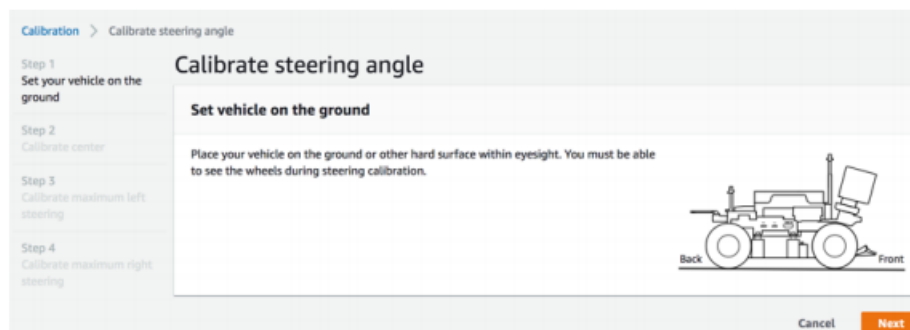 Calibration > Calibrate steering angle
Step 1
Set your vehicle on the
ground
Step 2
Calibrate center
Step 3
Calibrate maximum left
steering
Step 4
Calibrate maximum right
steering
Calibrate steering angle
Set vehicle on the ground
Place your vehicle on the ground or other hard surface within eyesight. You must be able
to see the wheels during steering calibration.
Back
Front
Cancel
Next